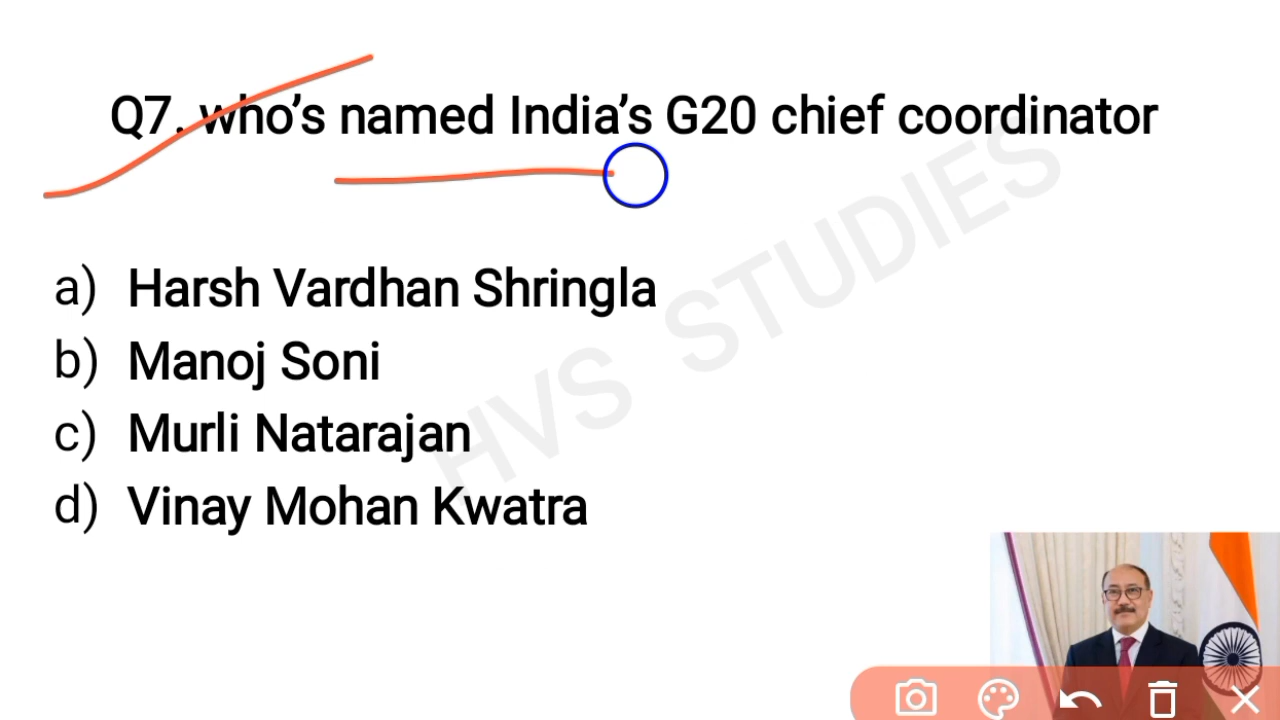 Q7. who’s named India’s G20 chief coordinator
a) Harsh Vardhan Shringla
b) Manoj Soni
c) Murli Natarajan
d) Vinay Mohan Kwatra
HVS STUDIES